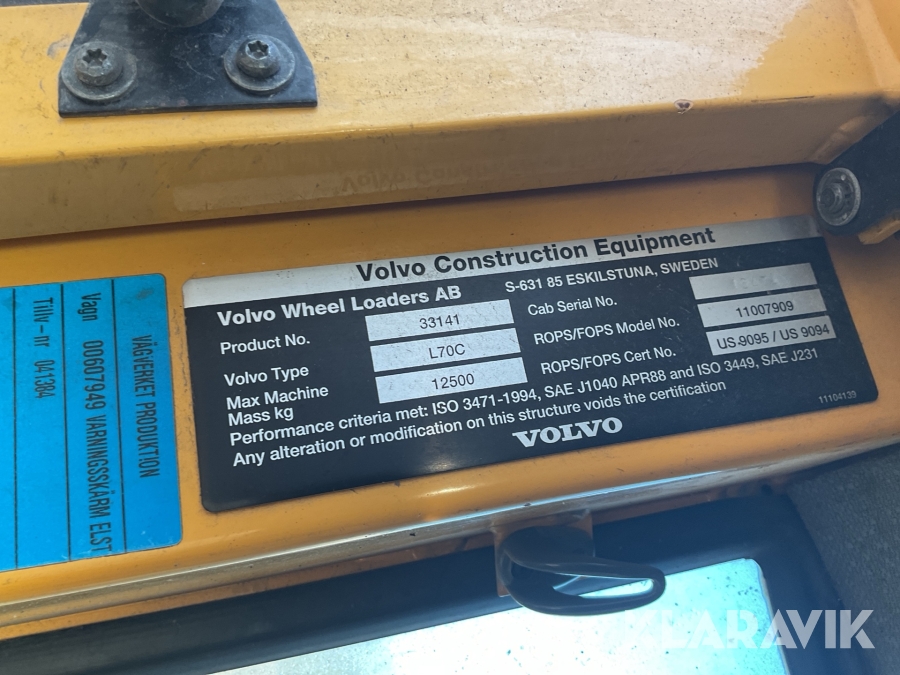 Volvo Construction Equipment
Volvo Wheel Loaders AB
S-631 85 ESKILSTUNA, SWEDEN
Product No. 33141
Cab Serial No.
Volvo Type L70C
ROPS/FOPS Model No. 11007909
Max Machine
Mass kg 12500
ROPS/FOPS Cert No. US 9095 / US 9094
Performance criteria met: ISO 3471-1994, SAE J1040 APR88 and ISO 3449, SAE J231
Any alteration or modification on this structure voids the certification
VOLVO
11104139
VÄGVERKET PRODUKTION
Vagn 00607949 VARNINGSSKÄRM ELST
Tillv-nr 041384
KLARAVIK